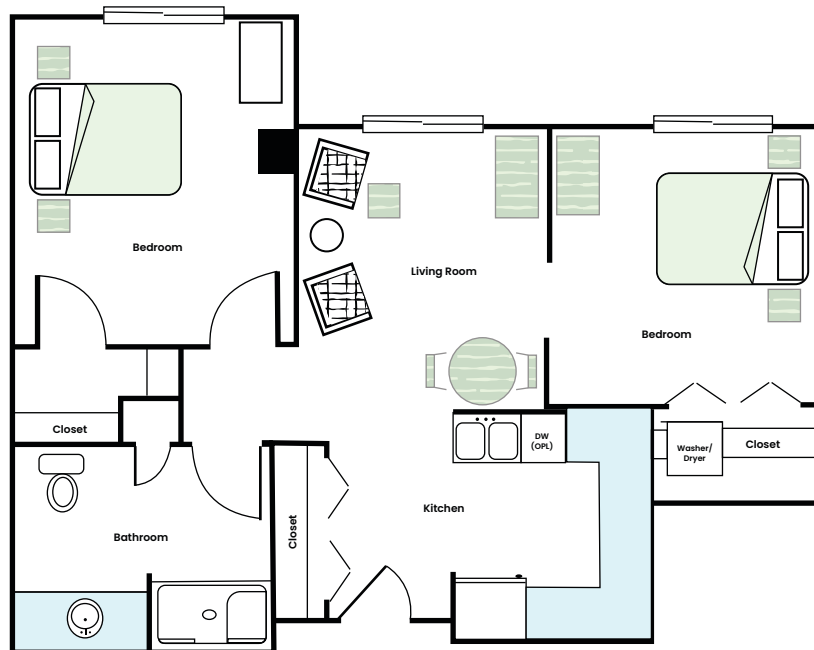 Bedroom
Living Room
Bedroom
Closet
DW
(OPL)
Washer/
Dryer
Closet
Kitchen
Closet
Bathroom